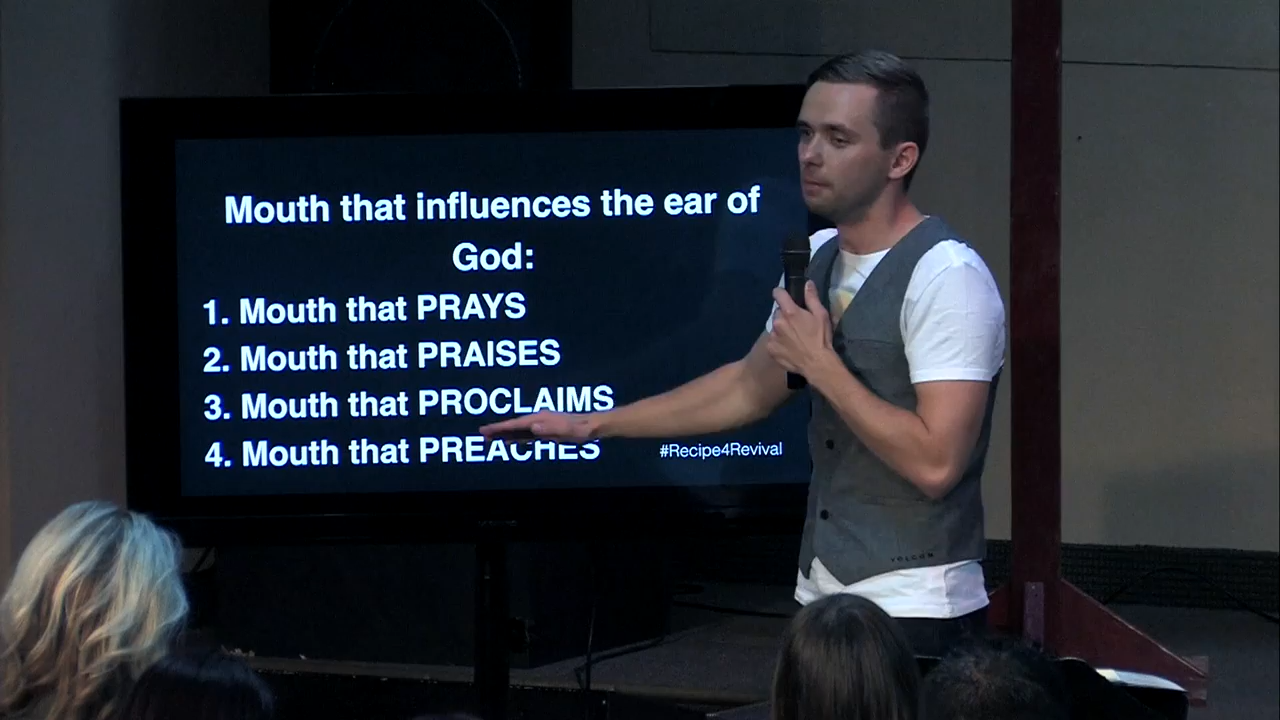 Mouth that influences the ear of
God:
1. Mouth that PRAYS
2. Mouth that PRAISES
3. Mouth that PROCLAIMS
4. Mouth that PREACHES
#Recipe4Revival
VOLCOM